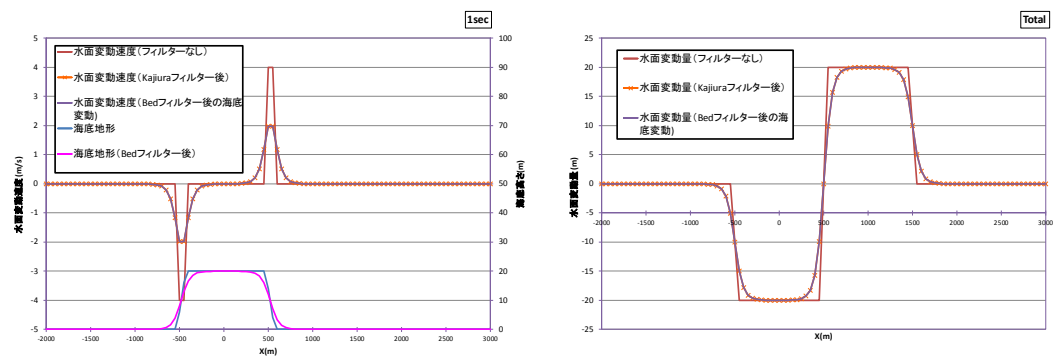 1sec
水面変動速度(フィルターなし)
水面変動速度(Kajiuraフィルター後)
水面変動速度(Bedフィルター後の海底
変動)
海底地形
海底地形(Bedフィルター後)
5
4
3
2
1
0
-1
-2
-3
-4
-5
水面変動速度(m/s)
100
90
80
70
60
50
40
30
20
10
0
海底高さ(m)
-2000 -1500 -1000 -500 0 500 1000 1500 2000 2500 3000
X(m)
Total
水面変動量(フィルターなし)
水面変動量(Kajiuraフィルター後)
水面変動量(Bedフィルター後の海
底変動)
25
20
15
10
5
0
-5
-10
-15
-20
-25
水面変動量(m)
-2000 -1500 -1000 -500 0 500 1000 1500 2000 2500 3000
X(m)